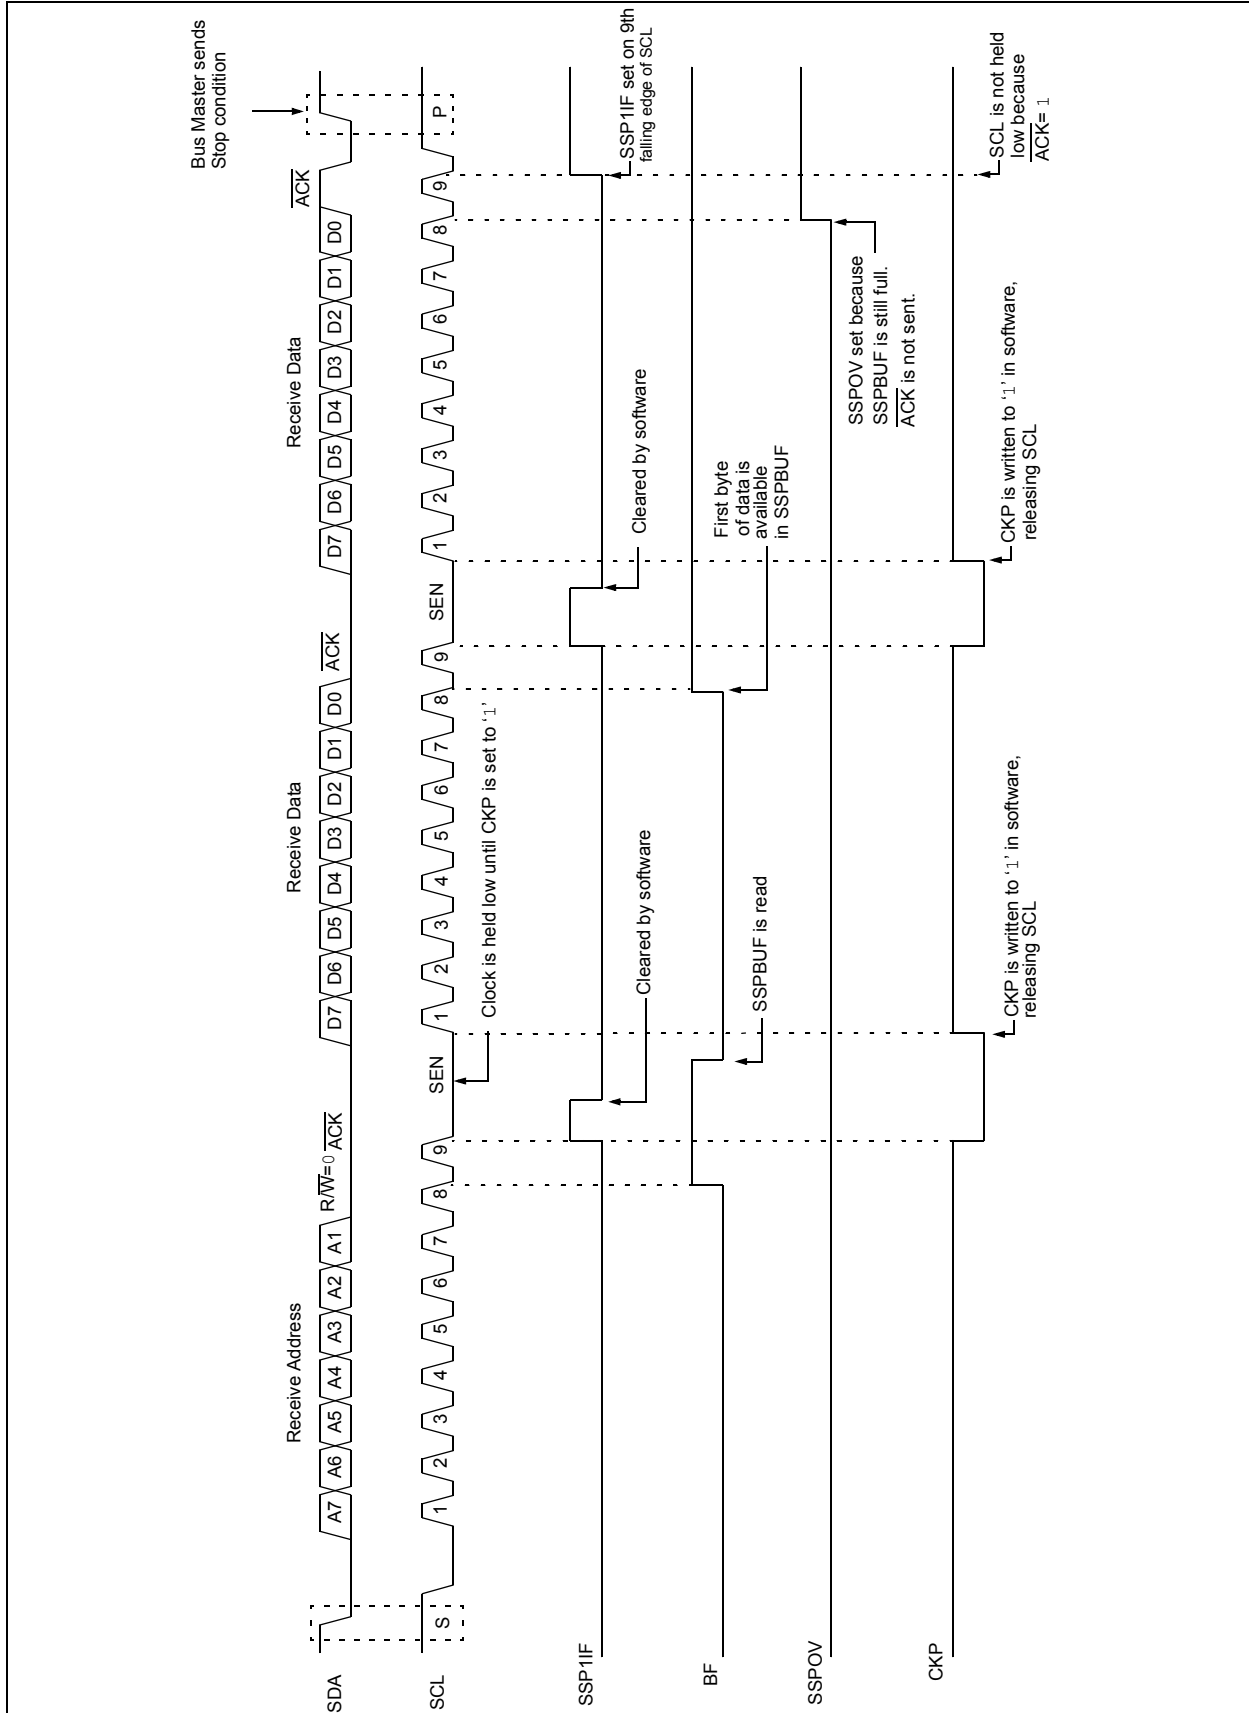 Bus Master sends
Stop condition
Receive Address
Receive Data
Receive Data
SDA
A7 A6 A5 A4 A3 A2 A1 R/W=0 ACK D7 D6 D5 D4 D3 D2 D1 D0 ACK D7 D6 D5 D4 D3 D2 D1 D0 ACK
SCL
S 1 2 3 4 5 6 7 8 9 SEN 1 2 3 4 5 6 7 8 9 SEN 1 2 3 4 5 6 7 8 9 P
Clock is held low until CKP is set to ‘1’
SSP1IF
Cleared by software
Cleared by software
SSP1IF set on 9th
falling edge of SCL
BF
SSPBUF is read
First byte
of data is
available
in SSPBUF
SSPOV
SSPOV set because
SSPBUF is still full.
ACK is not sent.
CKP
CKP is written to ‘1’ in software,
releasing SCL
CKP is written to ‘1’ in software,
releasing SCL
SCL is not held
low because
ACK= 1